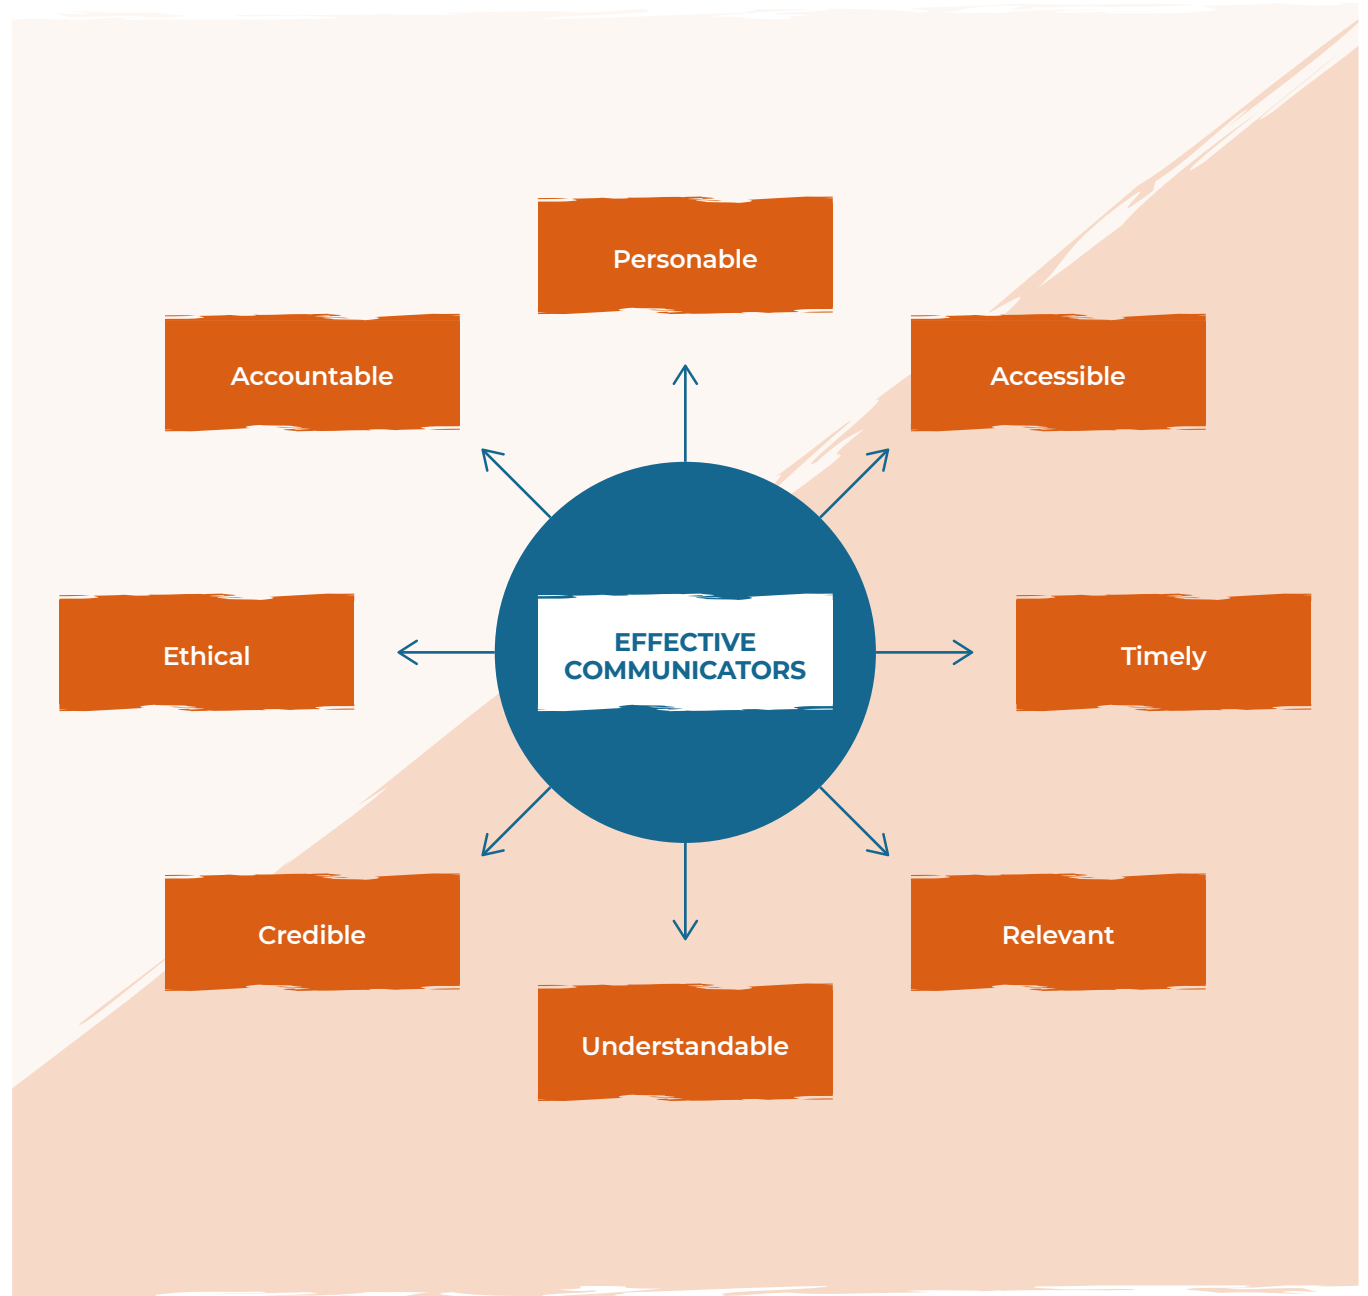 Personable
Accountable
Accessible
EFFECTIVE
COMMUNICATORS
Ethical
Timely
Credible
Relevant
Understandable